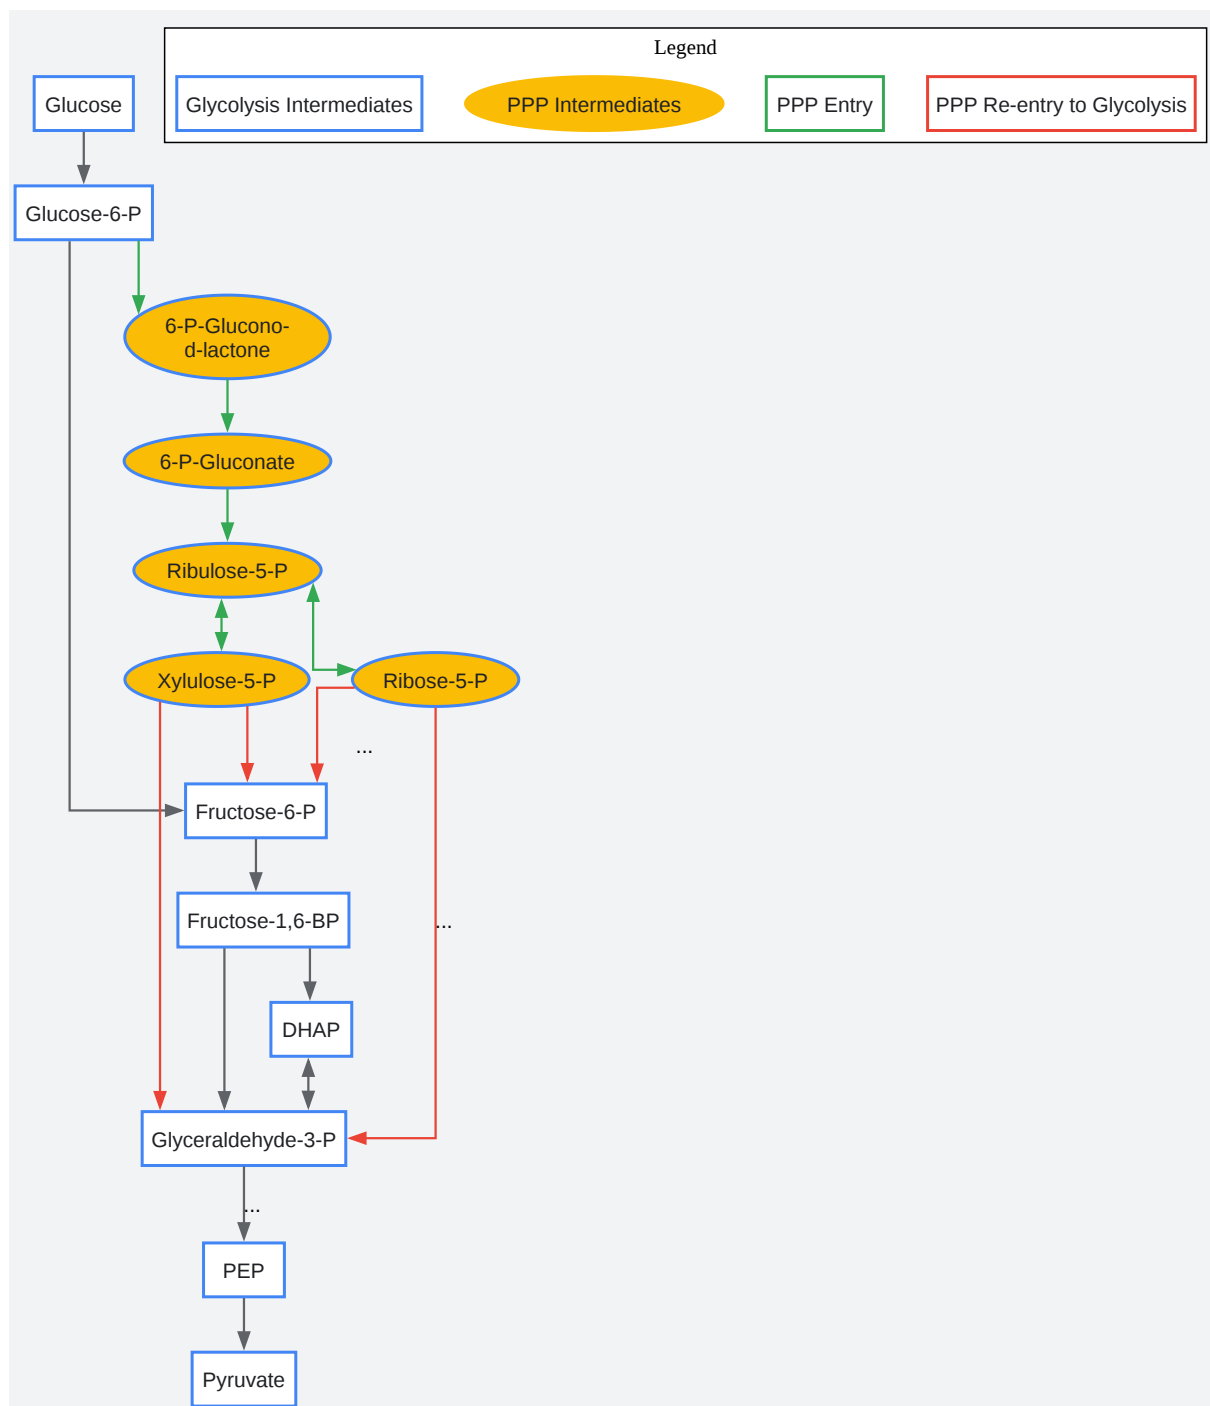 Legend
Glycolysis Intermediates
PPP Intermediates
PPP Entry
PPP Re-entry to Glycolysis
Glucose
Glucose-6-P
6-P-Glucono-
d-lactone
6-P-Gluconate
Ribulose-5-P
Xylulose-5-P
Ribose-5-P
...
Fructose-6-P
Fructose-1,6-BP
...
DHAP
Glyceraldehyde-3-P
...
PEP
Pyruvate